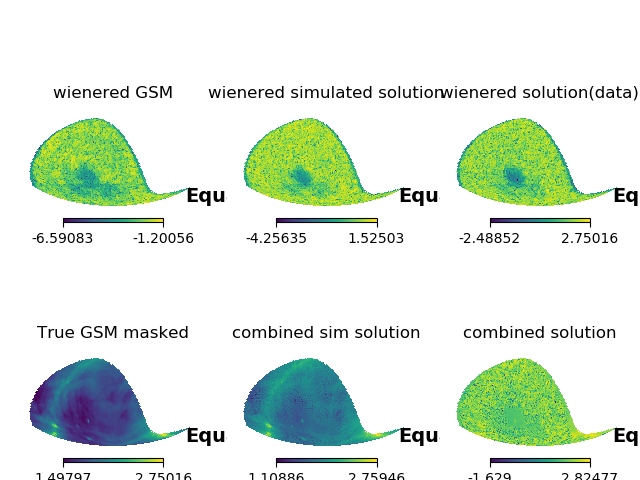 wienered GSM
wienered simulated solution
wienered solution(data)
Equ
Equ
Eq
-6.59083 -1.20056
-4.25635 1.52503
-2.48852 2.75016
True GSM masked
combined sim solution
combined solution
Equ
Equ
Eq
1.49797 2.75016
1.10886 2.75946
-1.629 2.82477